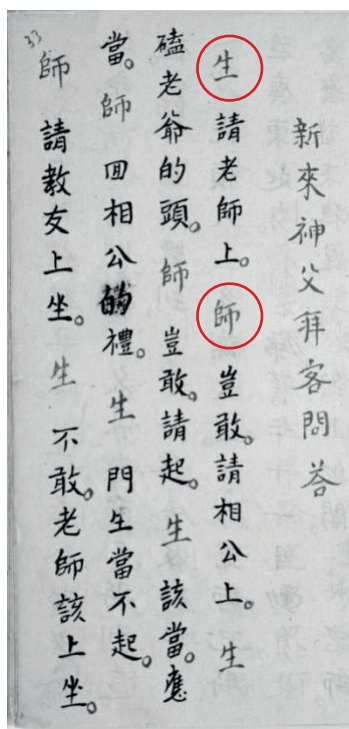 新來神父拜客問答
生 請老師上。師 豈敢。請相公上。生
磕老爺的頭。師 豈敢。請起。生 該當。應
當。師 回相公的禮。生 門生當不起。
師 請教友上坐。生 不敢。老師該上坐。
33